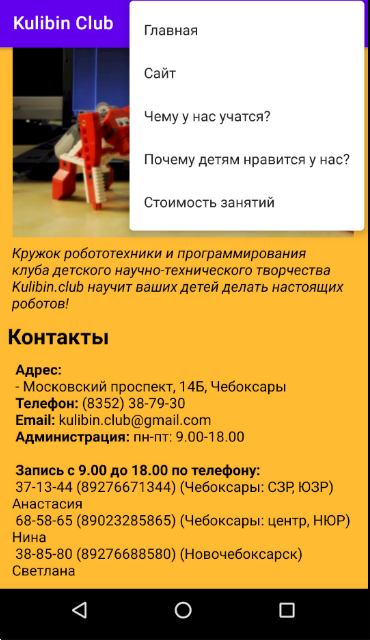 Kulibin Club
Главная
Сайт
Чему у нас учатся?
Почему детям нравится у нас?
Стоимость занятий
Кружок робототехники и программирования
клуба детского научно-технического творчества
Kulibin.club научит ваших детей делать настоящих
роботов!
Контакты
Адрес:
- Московский проспект, 14Б, Чебоксары
Телефон: (8352) 38-79-30
Email: kulibin.club@gmail.com
Администрация: пн-пт: 9.00-18.00
Запись с 9.00 до 18.00 по телефону:
37-13-44 (89276671344) (Чебоксары: СЗР, ЮЗР)
Анастасия
68-58-65 (89023285865) (Чебоксары: центр, НЮР)
Нина
38-85-80 (89276688580) (Новочебоксарск)
Светлана